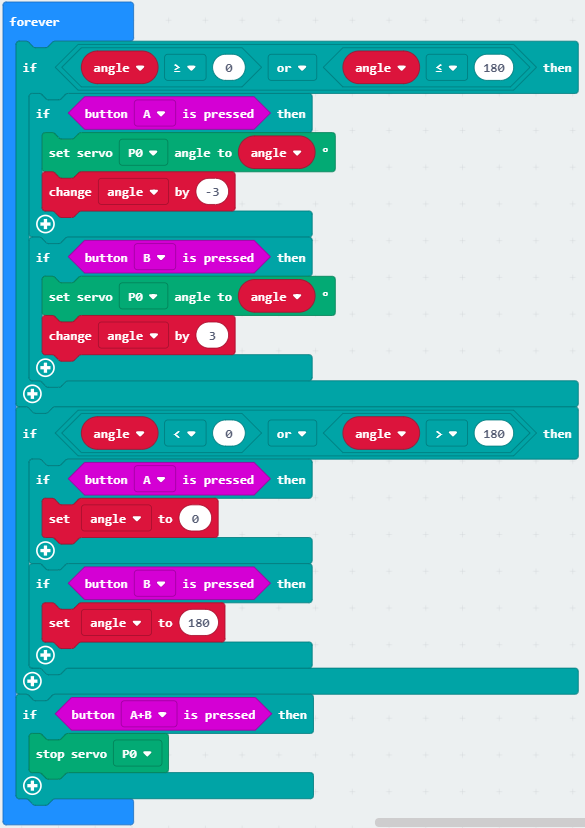 forever
if angle ≥ 0 or angle ≤ 180 then
if button A is pressed then
set servo P0 angle to angle °
change angle by -3
if button B is pressed then
set servo P0 angle to angle °
change angle by 3
if angle < 0 or angle > 180 then
if button A is pressed then
set angle to 0
if button B is pressed then
set angle to 180
if button A+B is pressed then
stop servo P0